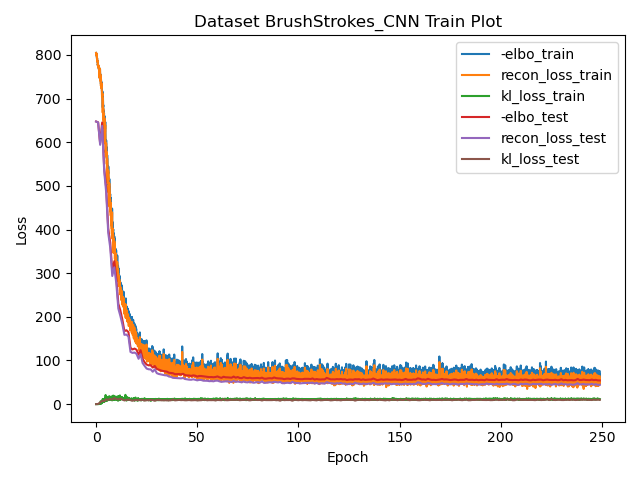 Dataset BrushStrokes_CNN Train Plot
-elbo_train
recon_loss_train
kl_loss_train
-elbo_test
recon_loss_test
kl_loss_test
Loss
800
700
600
500
400
300
200
100
0
0 50 100 150 200 250
Epoch